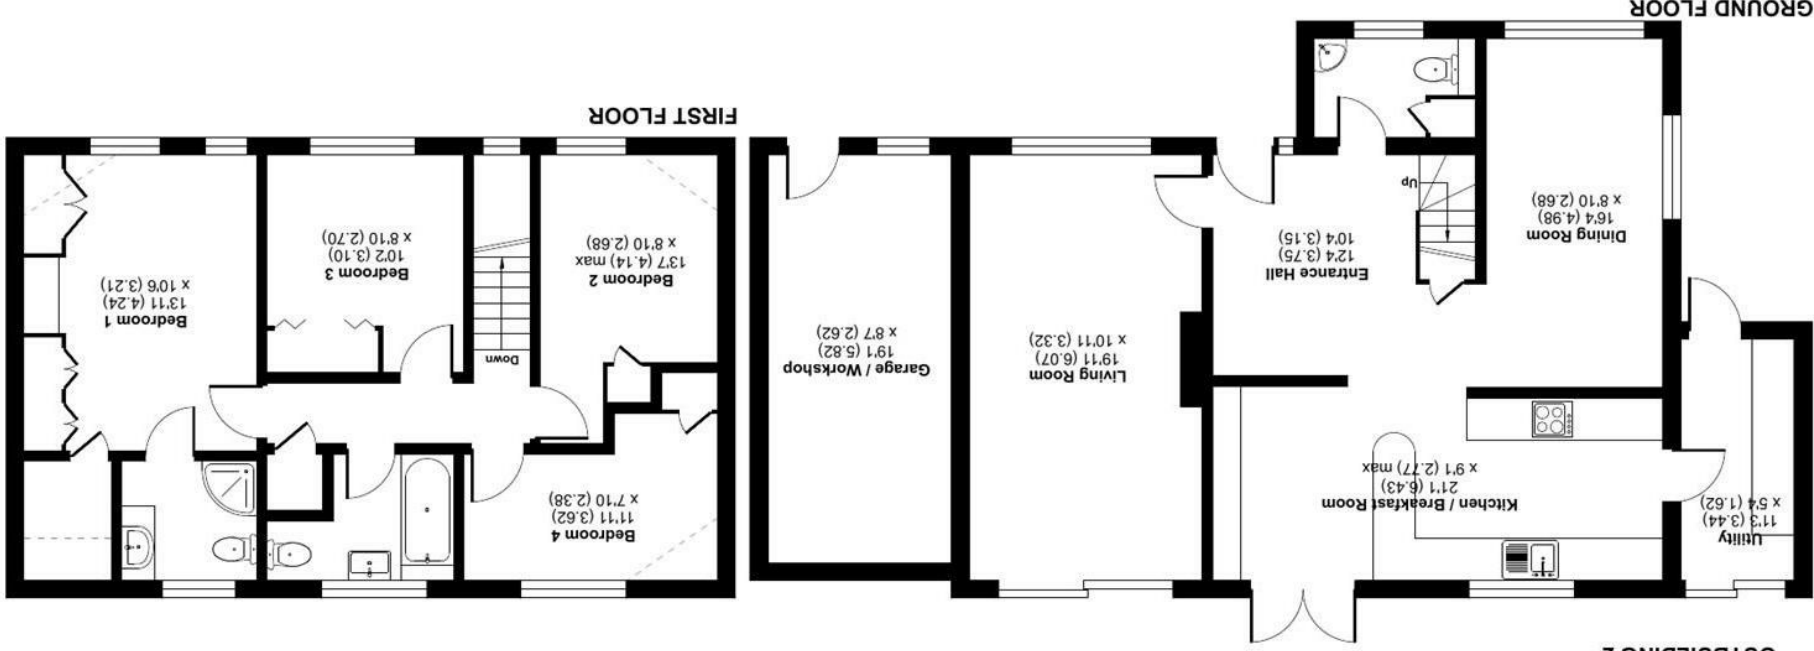 OUTBUILDING 2
Utility
11'3 (3.44)
x 5'4 (1.62)
Kitchen / Breakfast Room
21'1 (6.43)
x 9'1 (2.77) max
Dining Room
16'4 (4.98)
x 8'10 (2.68)
Entrance Hall
12'4 (3.75)
10'4 (3.15)
Up
Living Room
19'11 (6.07)
x 10'11 (3.32)
Garage / Workshop
19'1 (5.82)
x 8'7 (2.62)
GROUND FLOOR
Bedroom 4
11'11 (3.62)
x 7'10 (2.38)
Down
Bedroom 2
13'7 (4.14) max
x 8'10 (2.68)
Bedroom 3
10'2 (3.10)
x 8'10 (2.70)
Bedroom 1
13'11 (4.24)
x 10'6 (3.21)
FIRST FLOOR